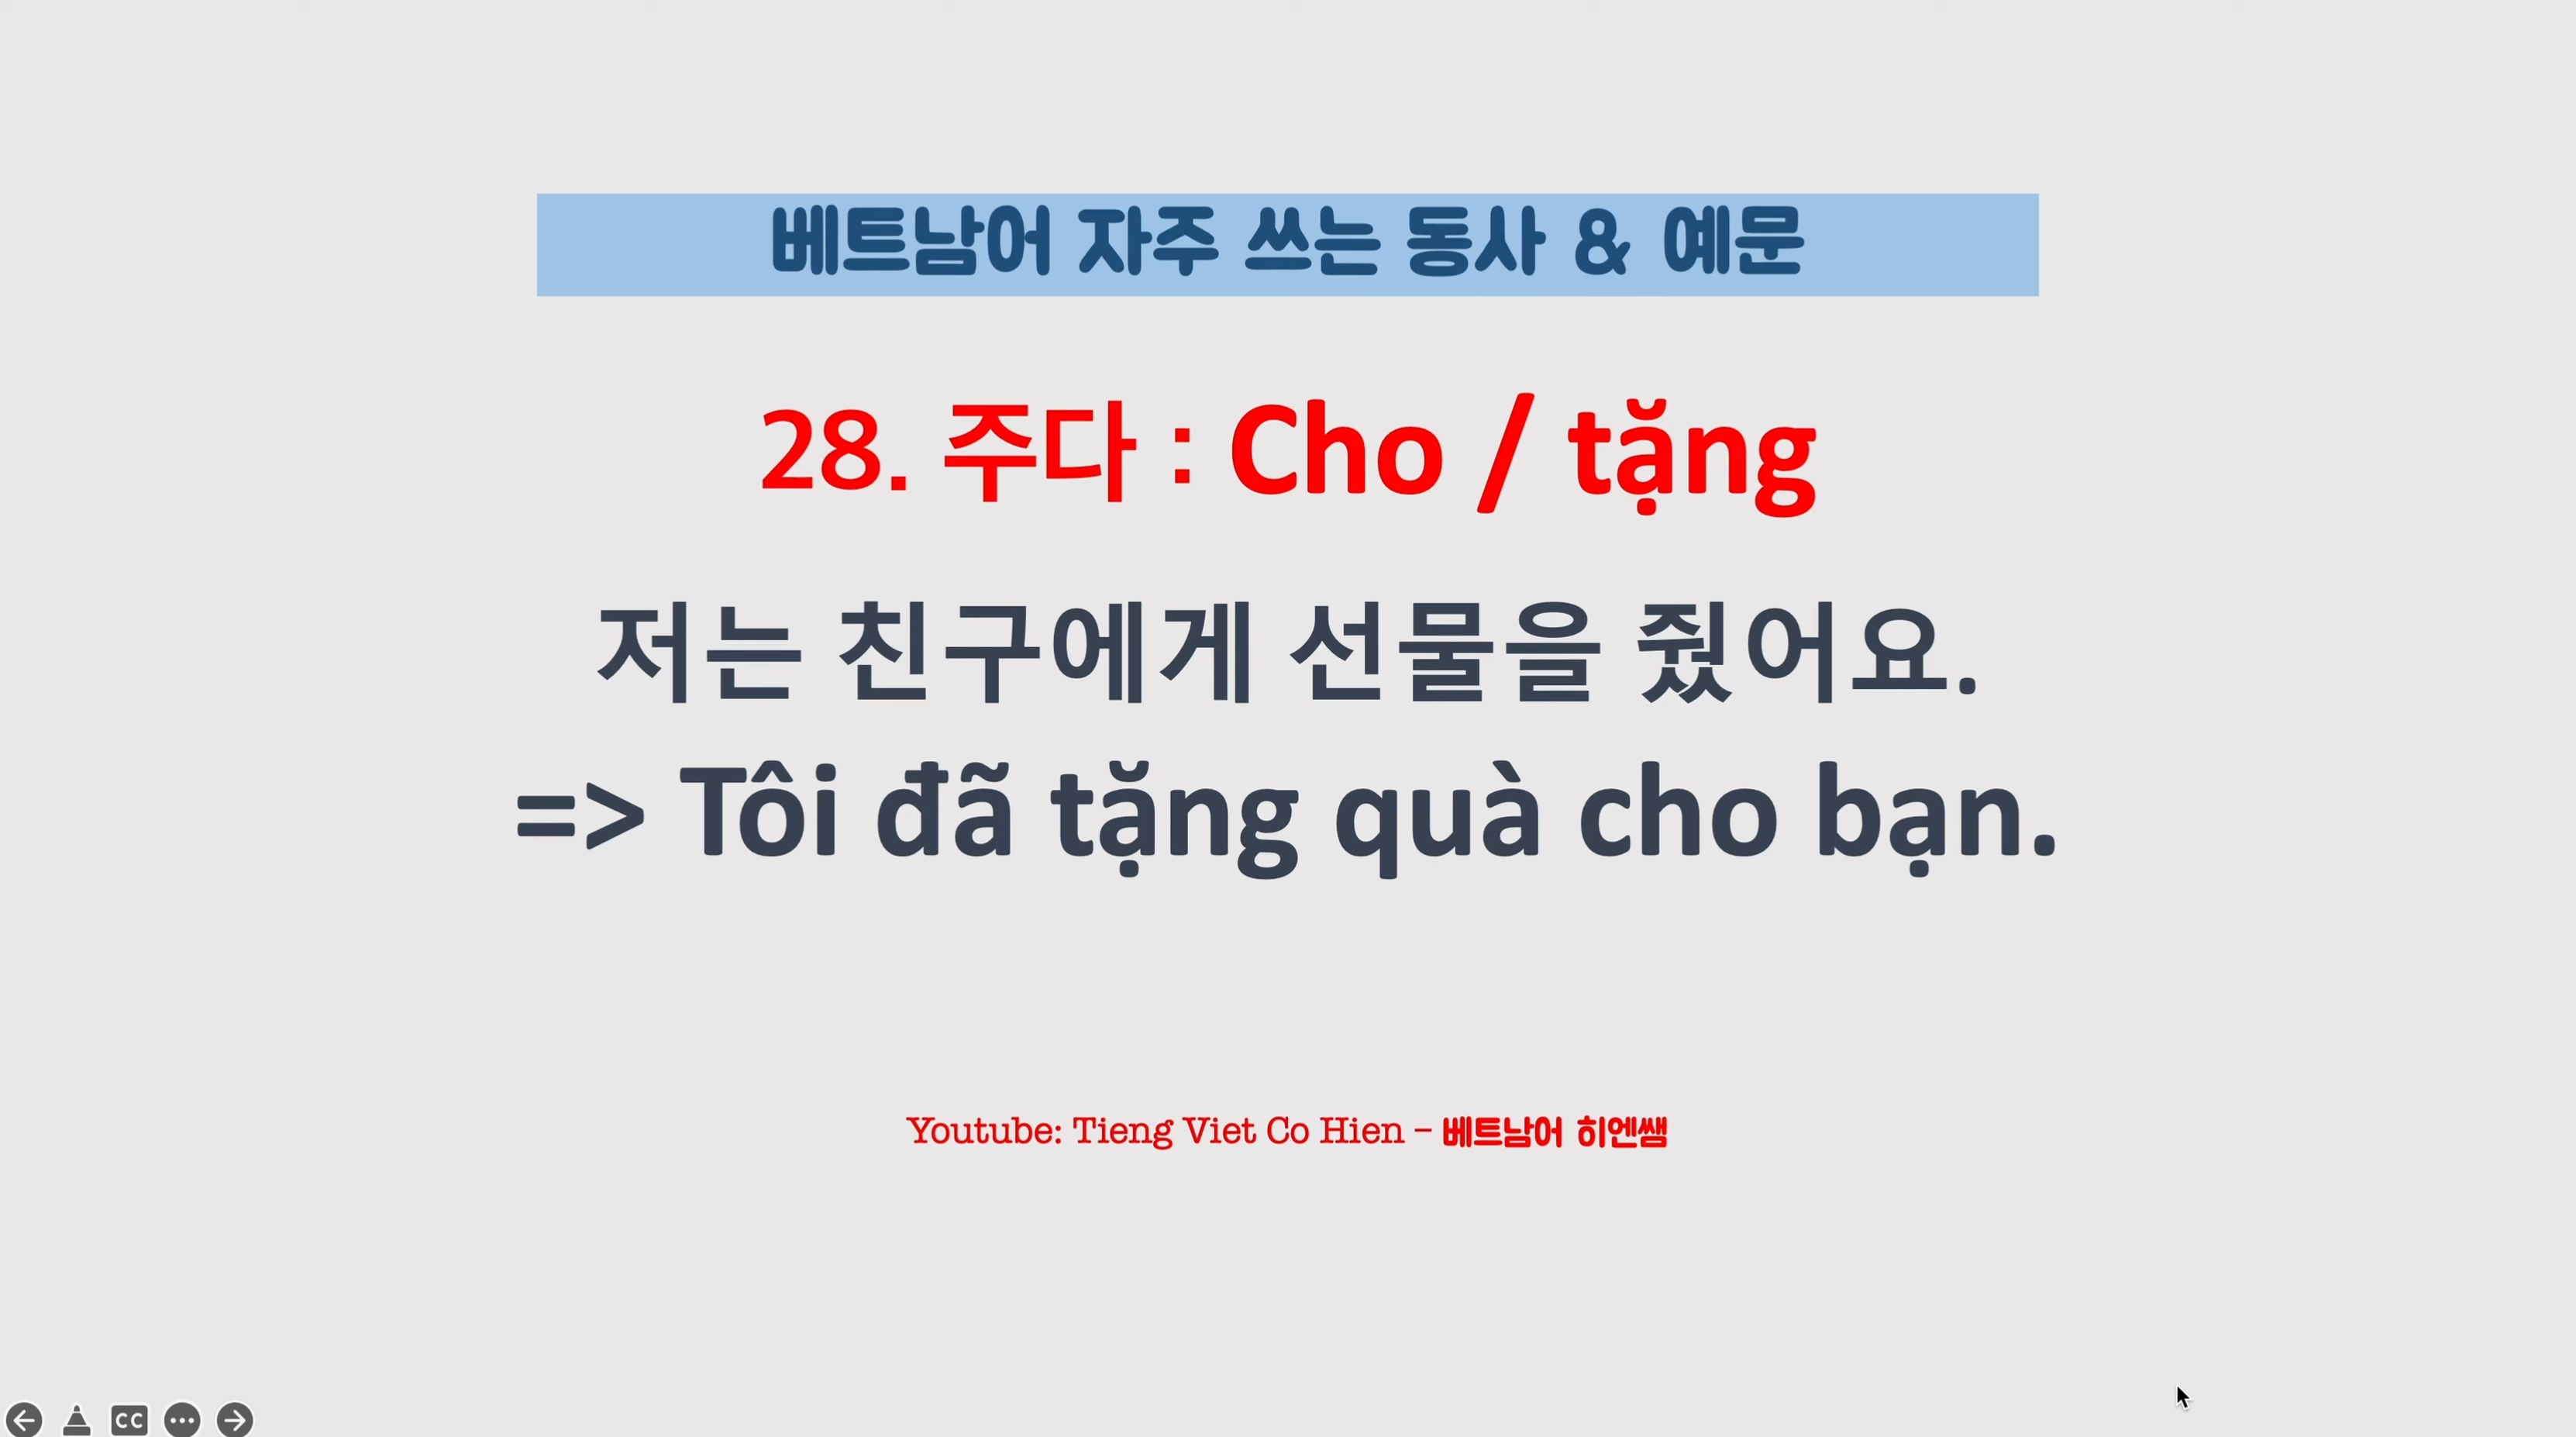 베트남어 자주 쓰는 동사 & 예문
28. 주다 : Cho / tặng
저는 친구에게 선물을 줬어요.
=> Tôi đã tặng quà cho bạn.
Youtube: Tieng Viet Co Hien – 베트남어 히엔쌤
CC